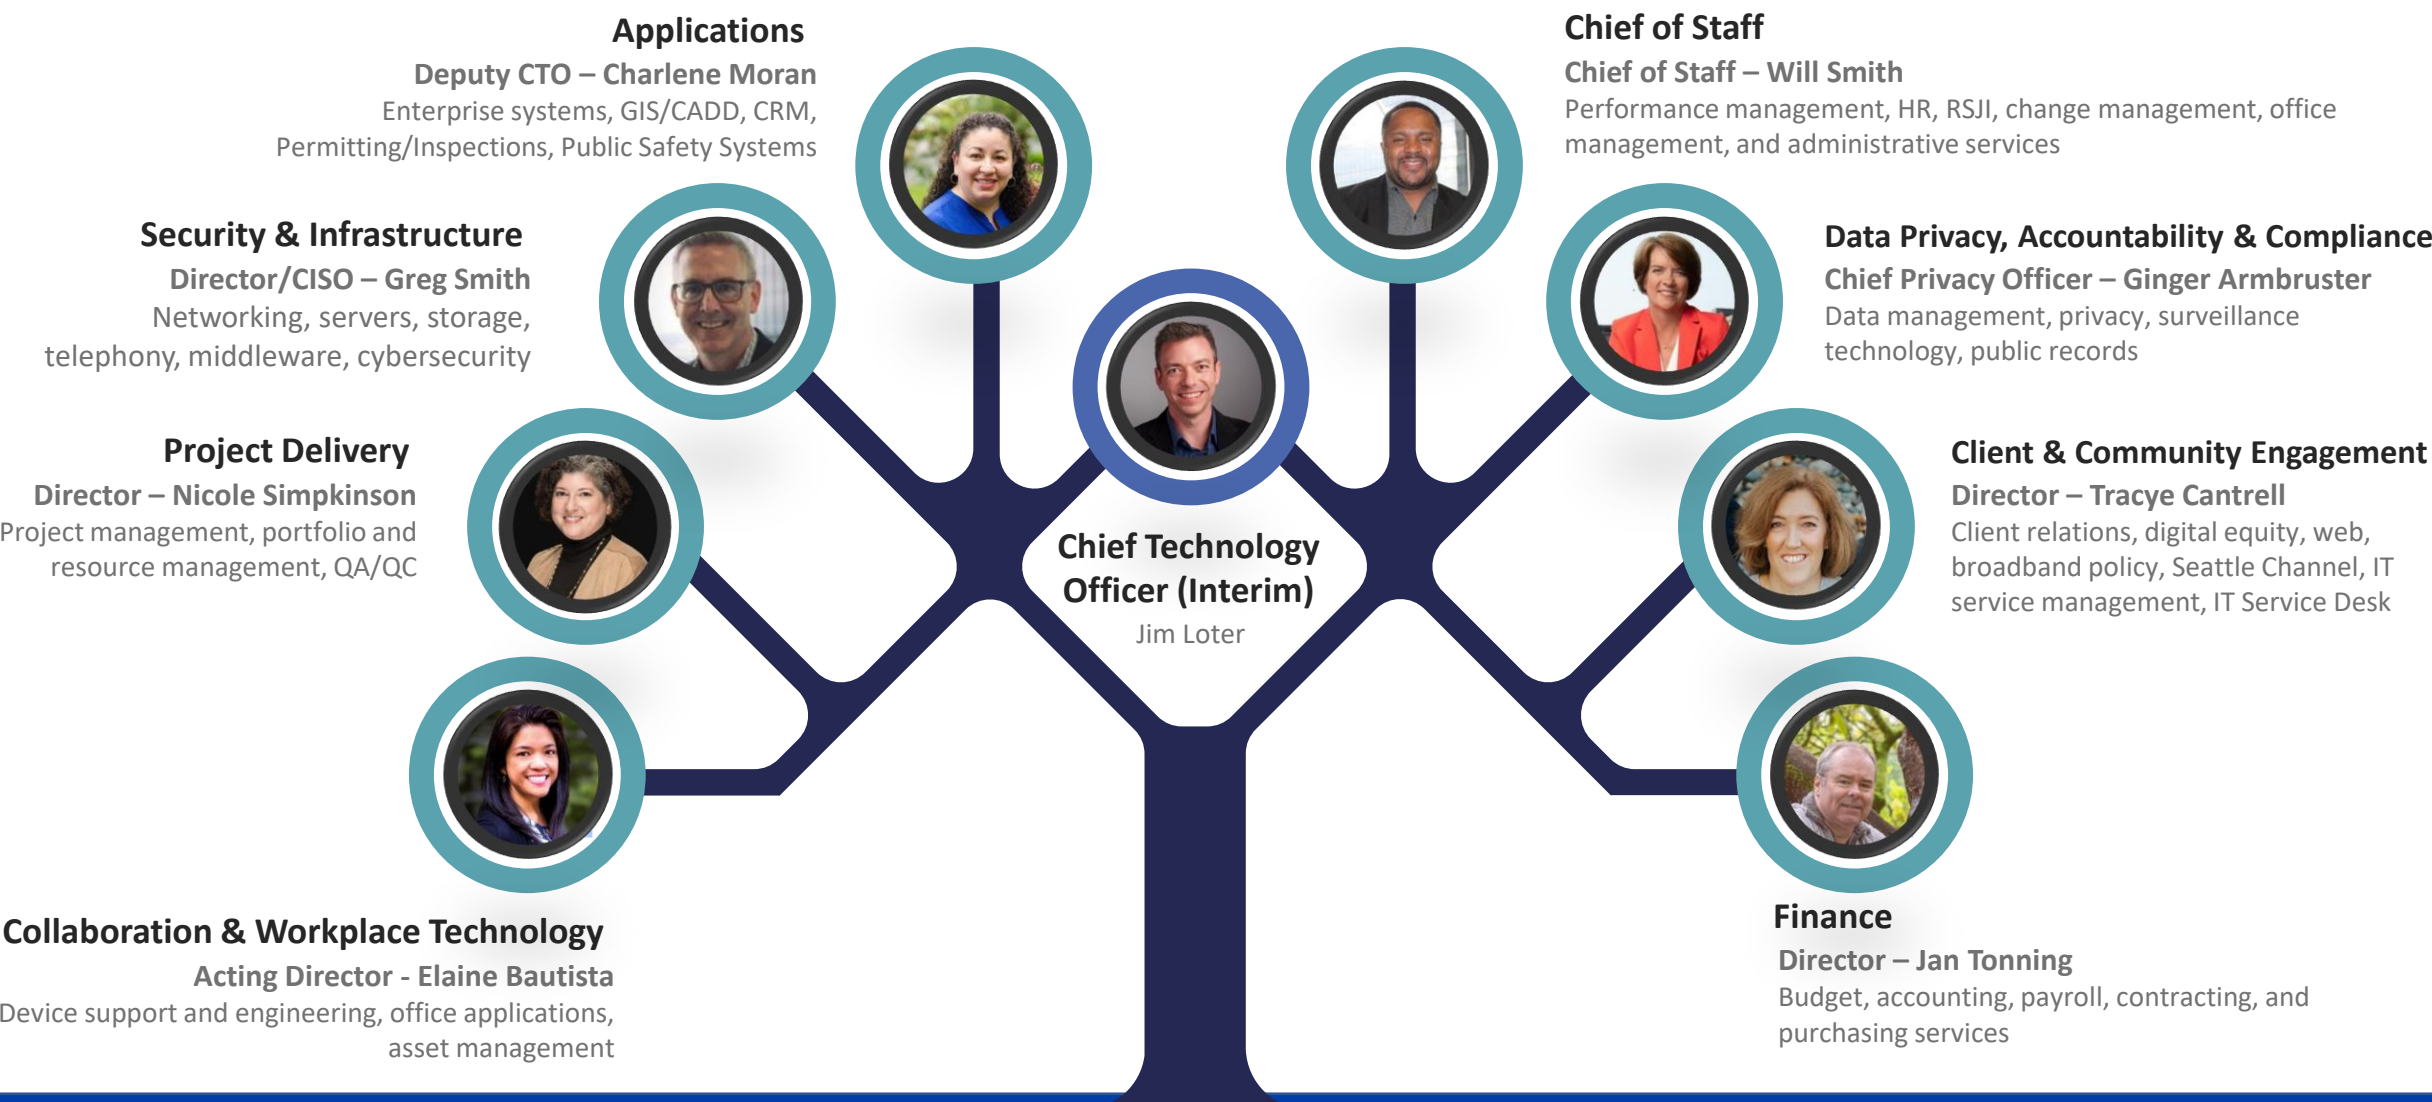 Applications
Deputy CTO – Charlene Moran
Enterprise systems, GIS/CADD, CRM,
Permitting/Inspections, Public Safety Systems
Chief of Staff
Chief of Staff – Will Smith
Performance management, HR, RSJI, change management, office
management, and administrative services
Security & Infrastructure
Director/CISO – Greg Smith
Networking, servers, storage,
telephony, middleware, cybersecurity
Data Privacy, Accountability & Compliance
Chief Privacy Officer – Ginger Armbruster
Data management, privacy, surveillance
technology, public records
Project Delivery
Director – Nicole Simpkinson
Project management, portfolio and
resource management, QA/QC
Client & Community Engagement
Director – Tracye Cantrell
Client relations, digital equity, web,
broadband policy, Seattle Channel, IT
service management, IT Service Desk
Chief Technology
Officer (Interim)
Jim Loter
Collaboration & Workplace Technology
Acting Director - Elaine Bautista
Device support and engineering, office applications,
asset management
Finance
Director – Jan Tonning
Budget, accounting, payroll, contracting, and
purchasing services